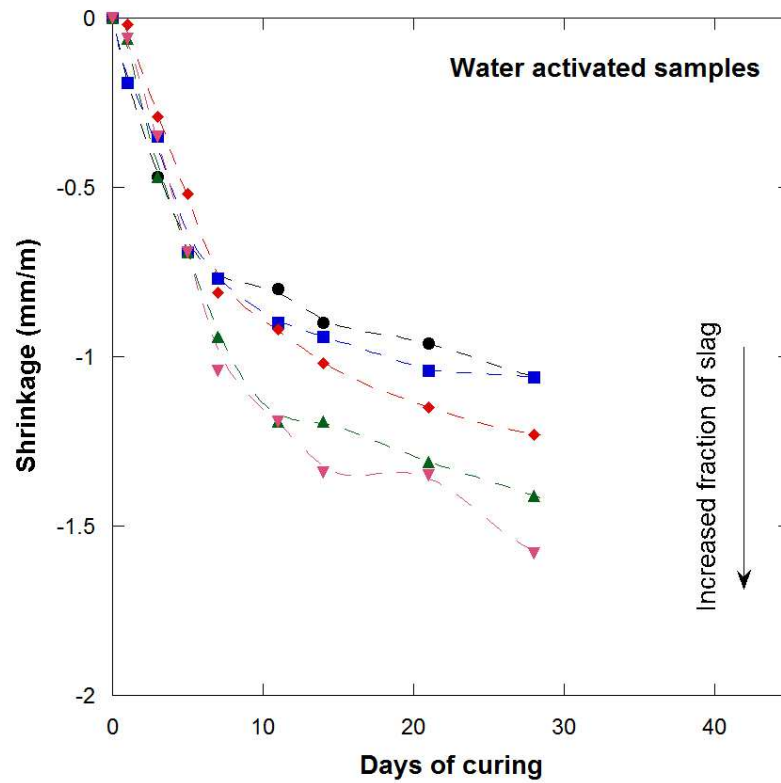 Water activated samples
0
-0.5
-1
-1.5
-2
Shrinkage (mm/m)
Increased fraction of slag
0
10
20
30
40
Days of curing